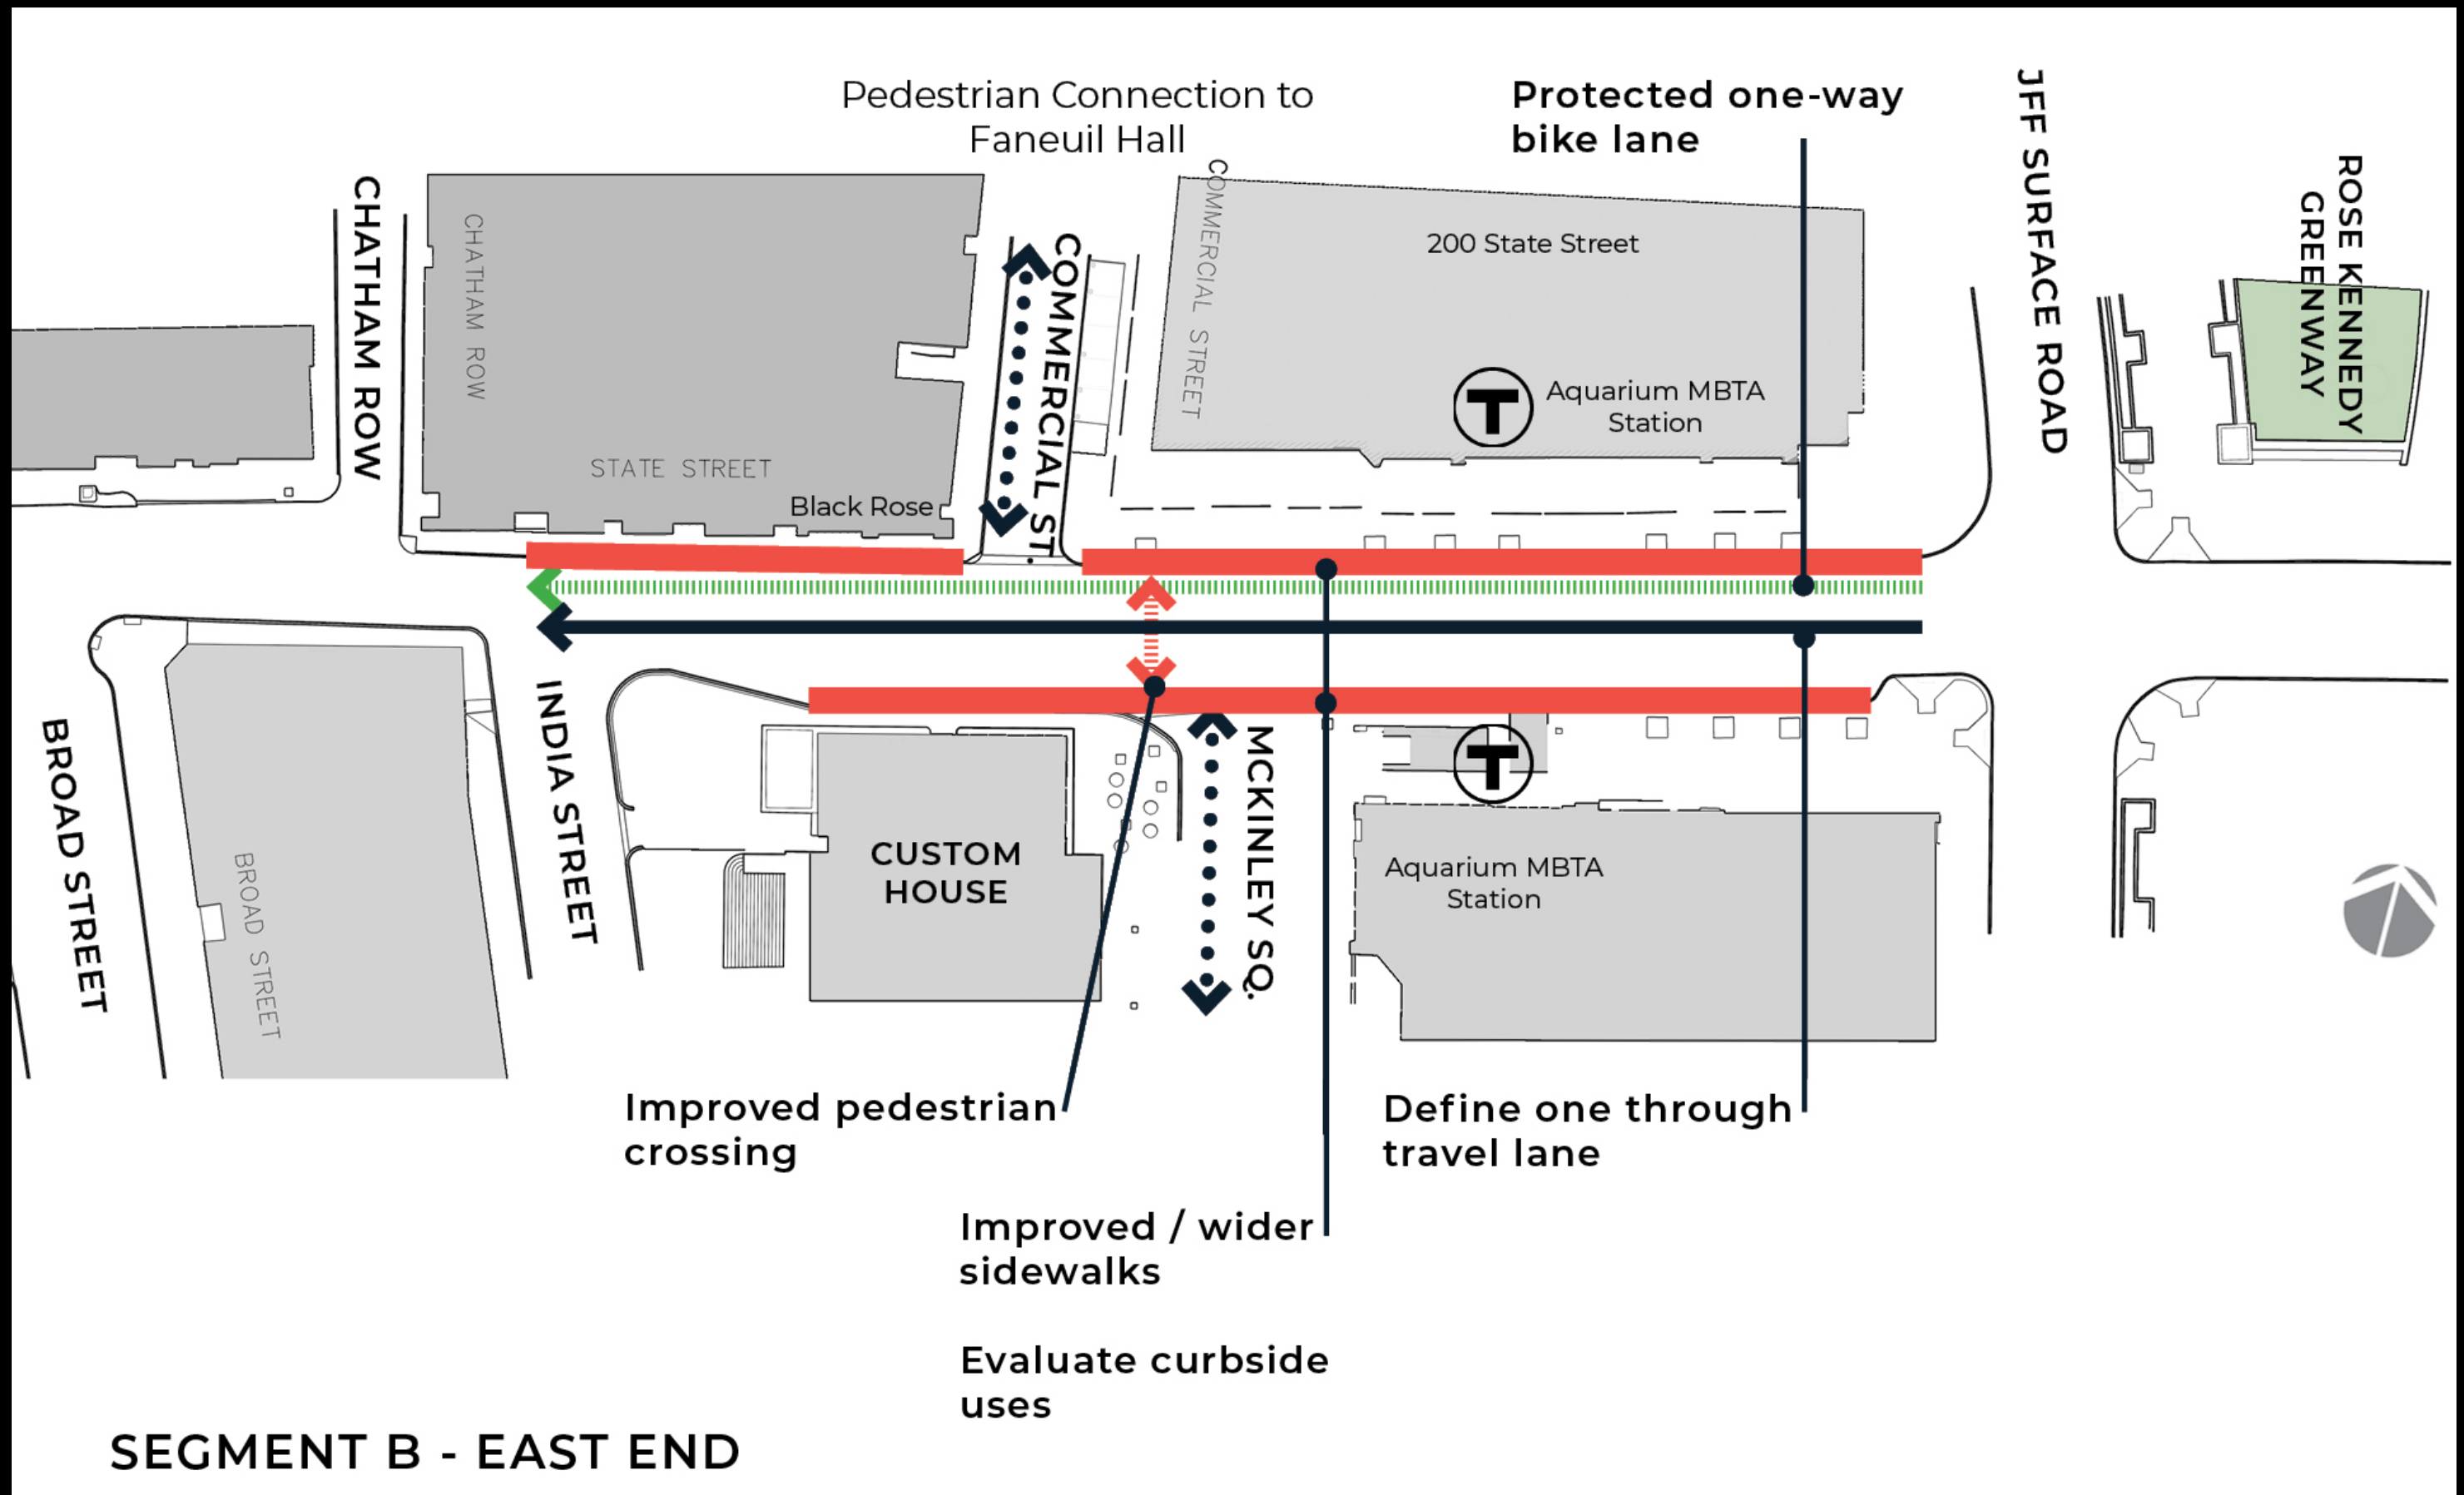 Pedestrian Connection to
Faneuil Hall
Protected one-way
bike lane
JFF SURFACE ROAD
ROSE KENNEDY
GREENWAY
CHATHAM ROW
CHATHAM ROW
COMMERCIAL ST
COMMERCIAL STREET
200 State Street
T
Aquarium MBTA
Station
STATE STREET
Black Rose
BROAD STREET
BROAD STREET
INDIA STREET
CUSTOM
HOUSE
MCKINLEY SQ.
T
Aquarium MBTA
Station
Improved pedestrian
crossing
Define one through
travel lane
Improved / wider
sidewalks
Evaluate curbside
uses
SEGMENT B - EAST END